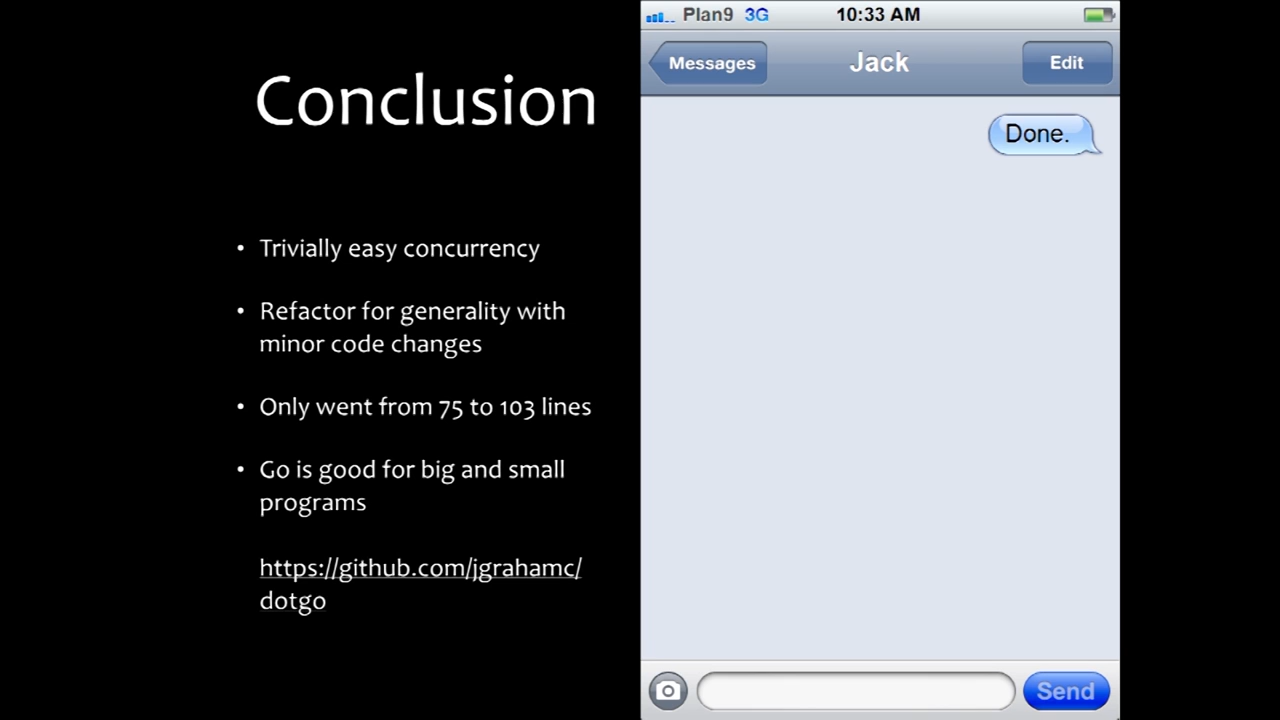 Conclusion
• Trivially easy concurrency
• Refactor for generality with
minor code changes
• Only went from 75 to 103 lines
• Go is good for big and small
programs
https://github.com/jgrahamc/
dotgo
Plan9 3G 10:33 AM
Messages Jack Edit
Done.
Send